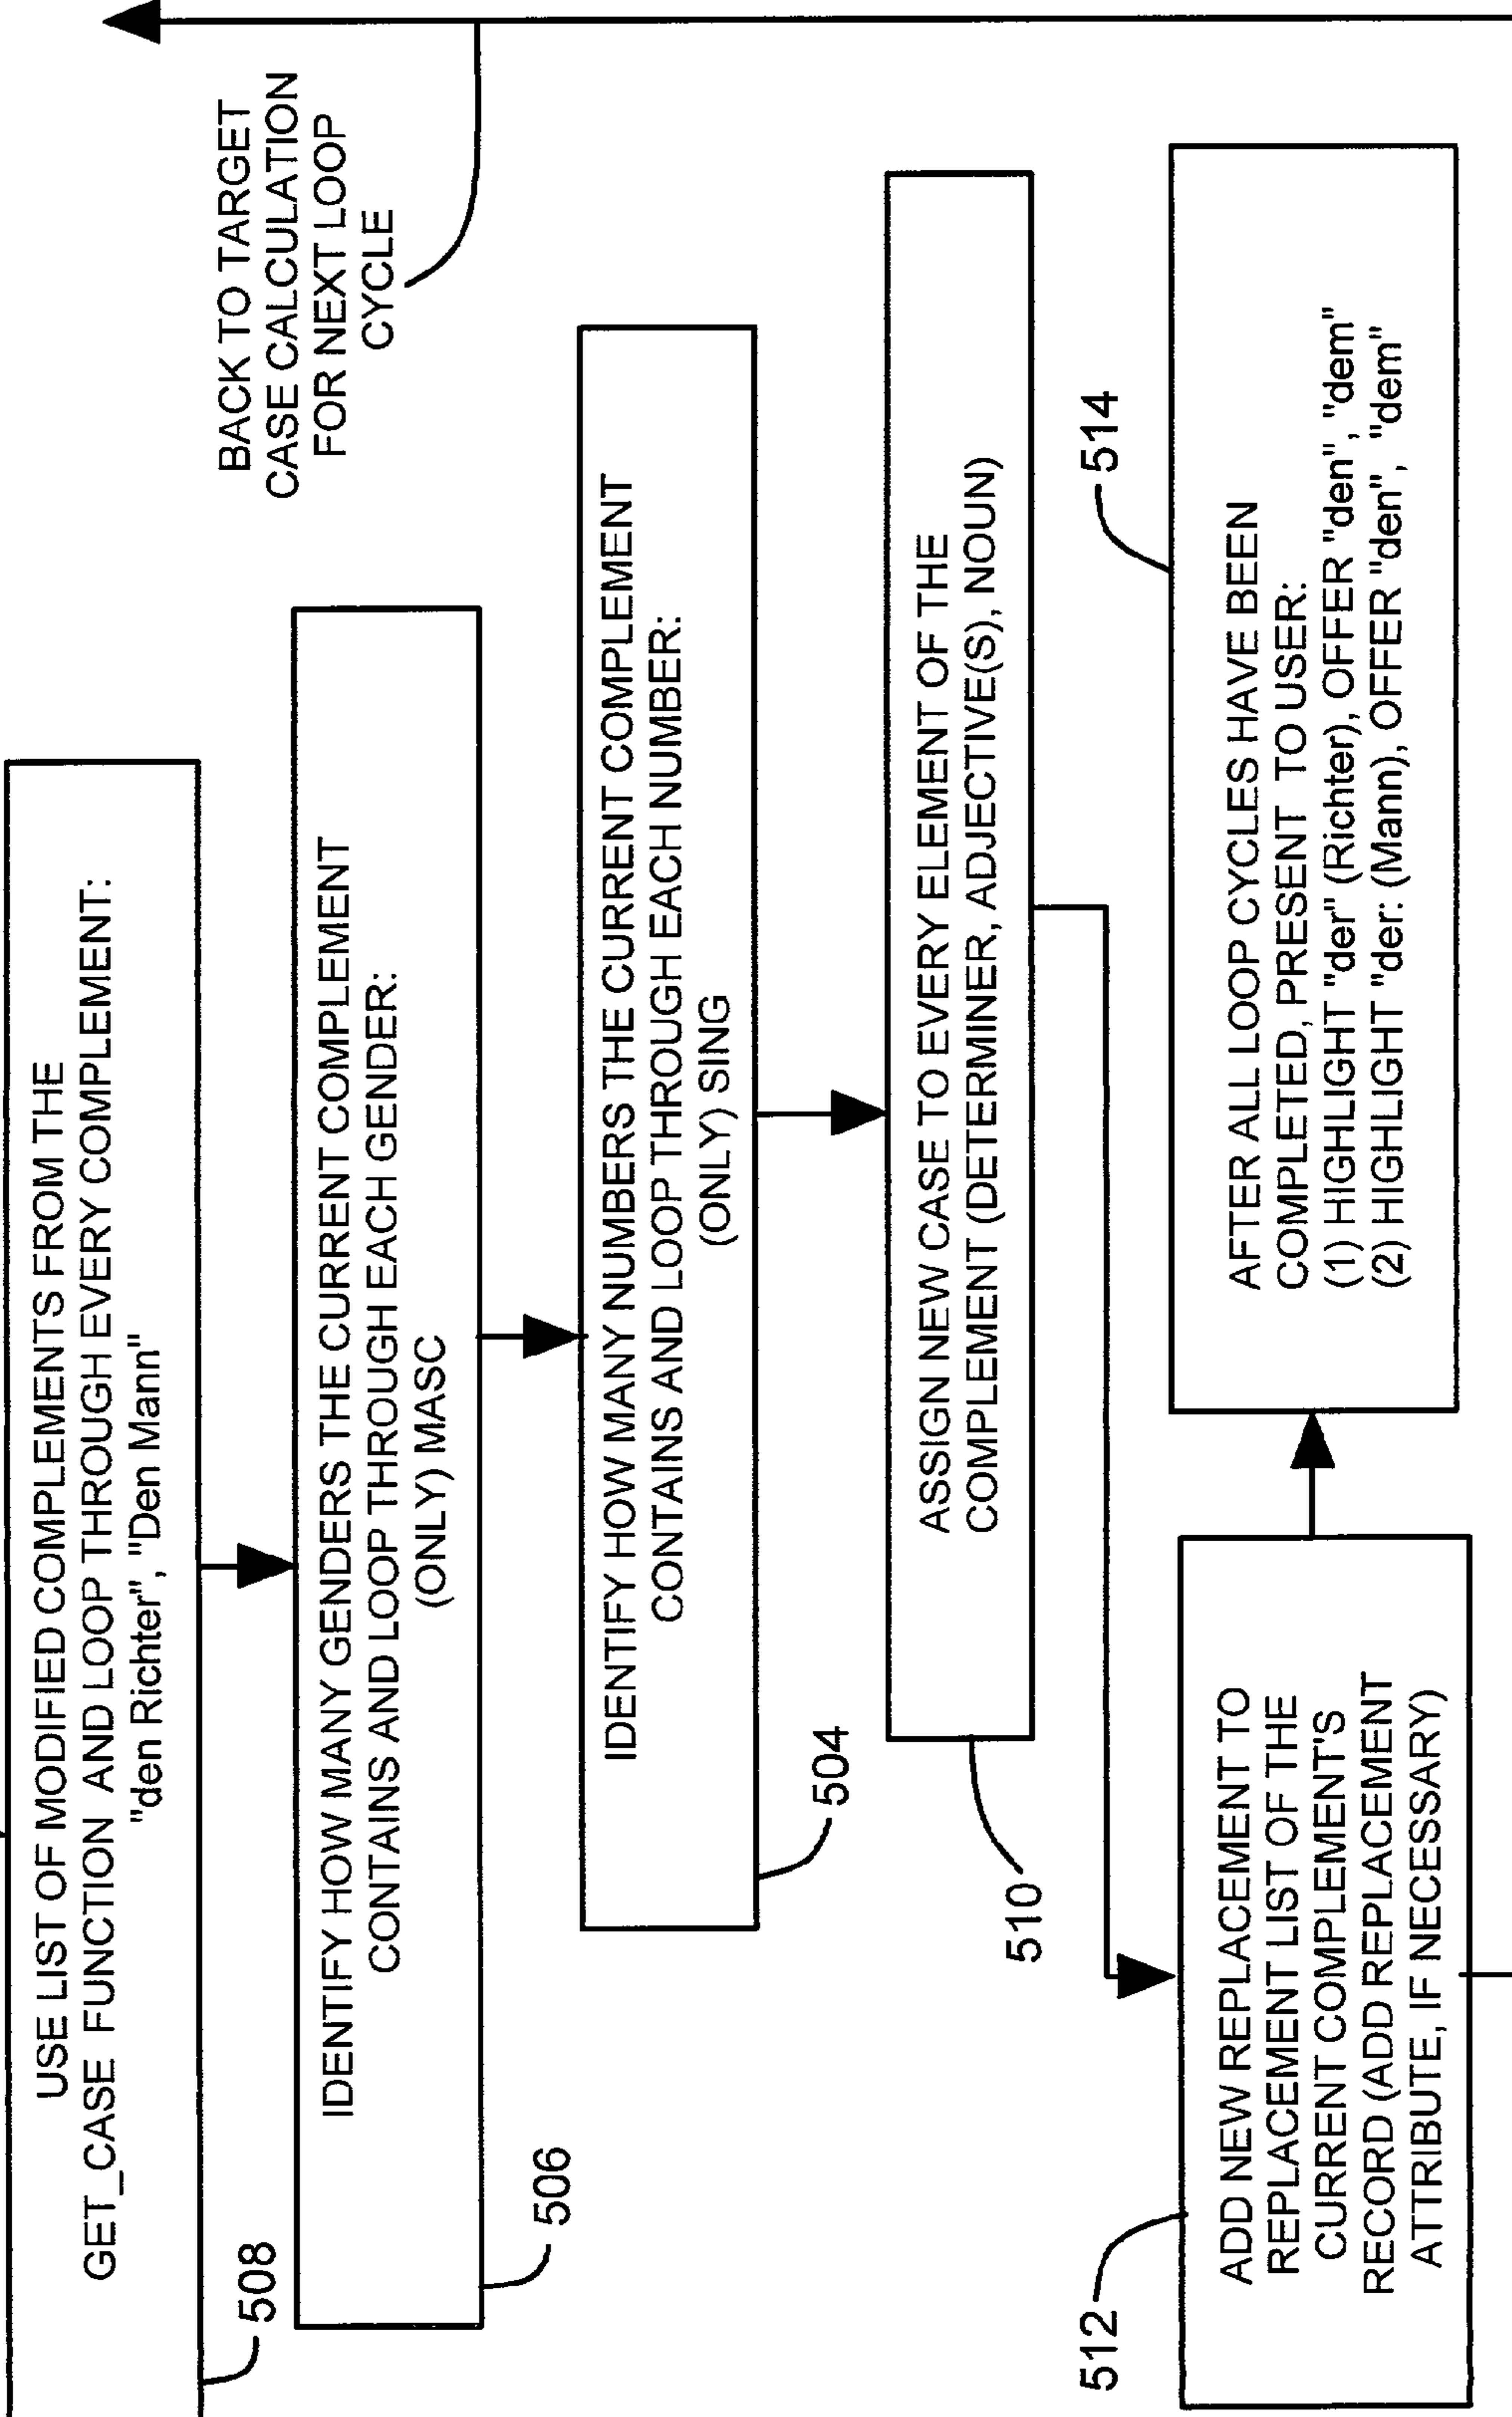 USE LIST OF MODIFIED COMPLEMENTS FROM THE
GET_CASE FUNCTION AND LOOP THROUGH EVERY COMPLEMENT:
"den Richter", "Den Mann"
508
BACK TO TARGET
CASE CALCULATION
FOR NEXT LOOP
CYCLE
IDENTIFY HOW MANY GENDERS THE CURRENT COMPLEMENT
CONTAINS AND LOOP THROUGH EACH GENDER:
(ONLY) MASC
506
IDENTIFY HOW MANY NUMBERS THE CURRENT COMPLEMENT
CONTAINS AND LOOP THROUGH EACH NUMBER:
(ONLY) SING
504
ASSIGN NEW CASE TO EVERY ELEMENT OF THE
COMPLEMENT (DETERMINER, ADJECTIVE(S), NOUN)
510
512
ADD NEW REPLACEMENT TO
REPLACEMENT LIST OF THE
CURRENT COMPLEMENT'S
RECORD (ADD REPLACEMENT
ATTRIBUTE, IF NECESSARY)
514
AFTER ALL LOOP CYCLES HAVE BEEN
COMPLETED, PRESENT TO USER:
(1) HIGHLIGHT "der" (Richter), OFFER "den", "dem"
(2) HIGHLIGHT "der: (Mann), OFFER "den", "dem"